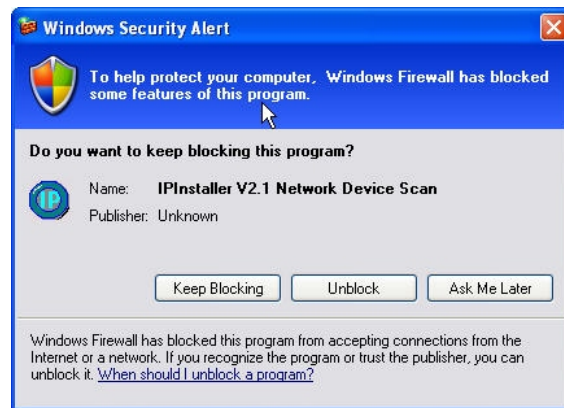 Windows Security Alert
To help protect your computer, Windows Firewall has blocked
some features of this program.
Do you want to keep blocking this program?
IP
Name: IPInstaller V2.1 Network Device Scan
Publisher: Unknown
Keep Blocking Unblock Ask Me Later
Windows Firewall has blocked this program from accepting connections from the
Internet or a network. If you recognize the program or trust the publisher, you can
unblock it. When should I unblock a program?